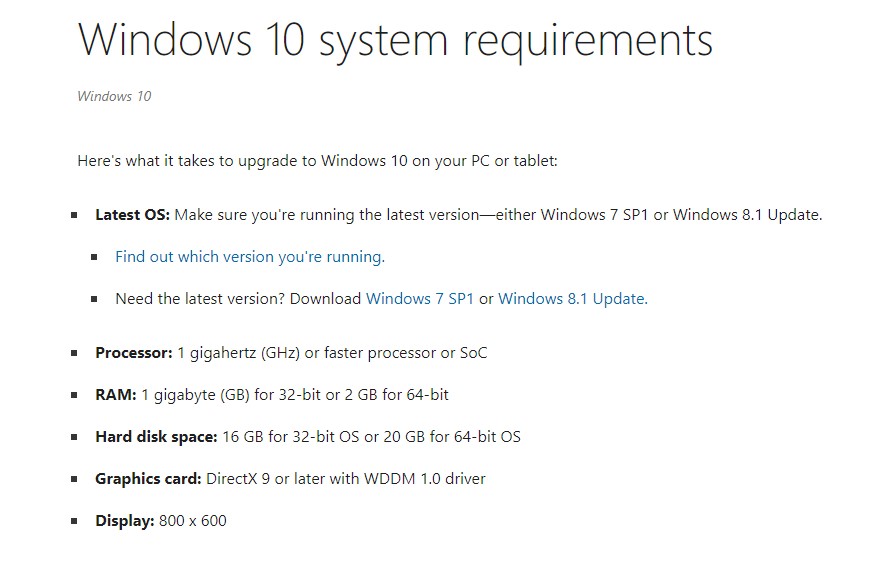 Windows 10 system requirements
Windows 10
Here's what it takes to upgrade to Windows 10 on your PC or tablet:
Latest OS: Make sure you're running the latest version—either Windows 7 SP1 or Windows 8.1 Update.
Find out which version you're running.
Need the latest version? Download Windows 7 SP1 or Windows 8.1 Update.
Processor: 1 gigahertz (GHz) or faster processor or SoC
RAM: 1 gigabyte (GB) for 32-bit or 2 GB for 64-bit
Hard disk space: 16 GB for 32-bit OS or 20 GB for 64-bit OS
Graphics card: DirectX 9 or later with WDDM 1.0 driver
Display: 800 x 600